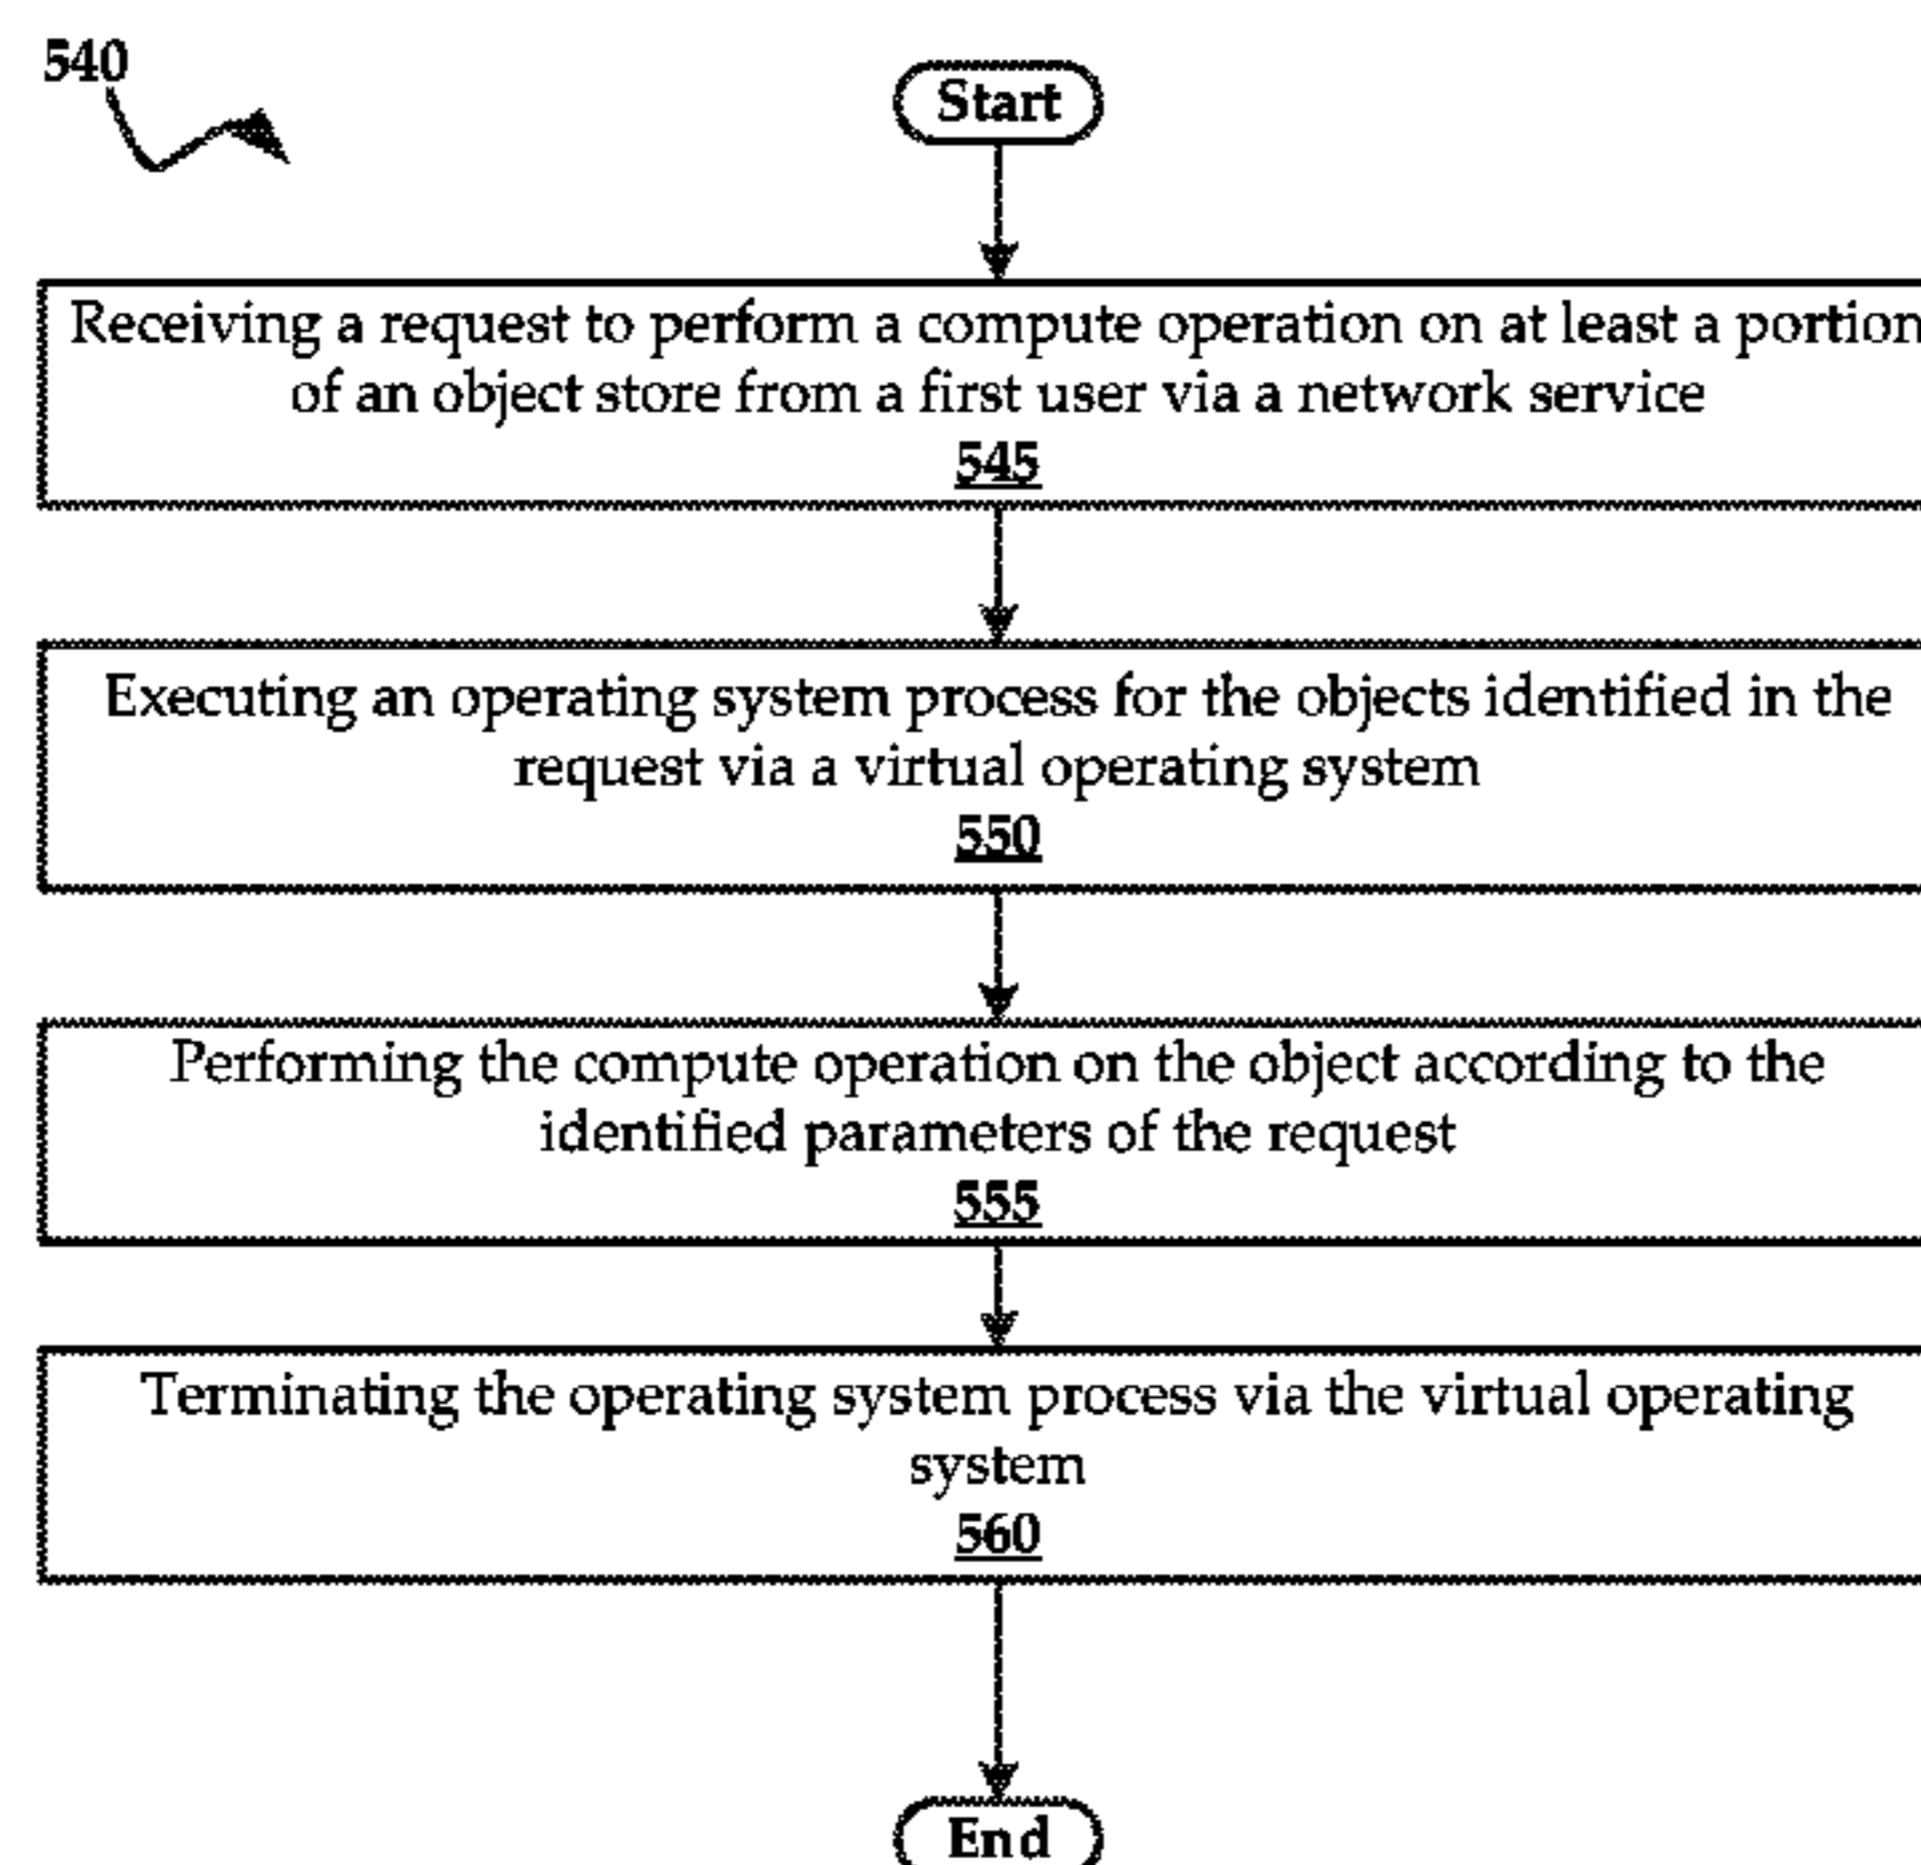 540
Start
Receiving a request to perform a compute operation on at least a portion
of an object store from a first user via a network service
545
Executing an operating system process for the objects identified in the
request via a virtual operating system
550
Performing the compute operation on the object according to the
identified parameters of the request
555
Terminating the operating system process via the virtual operating
system
560
End